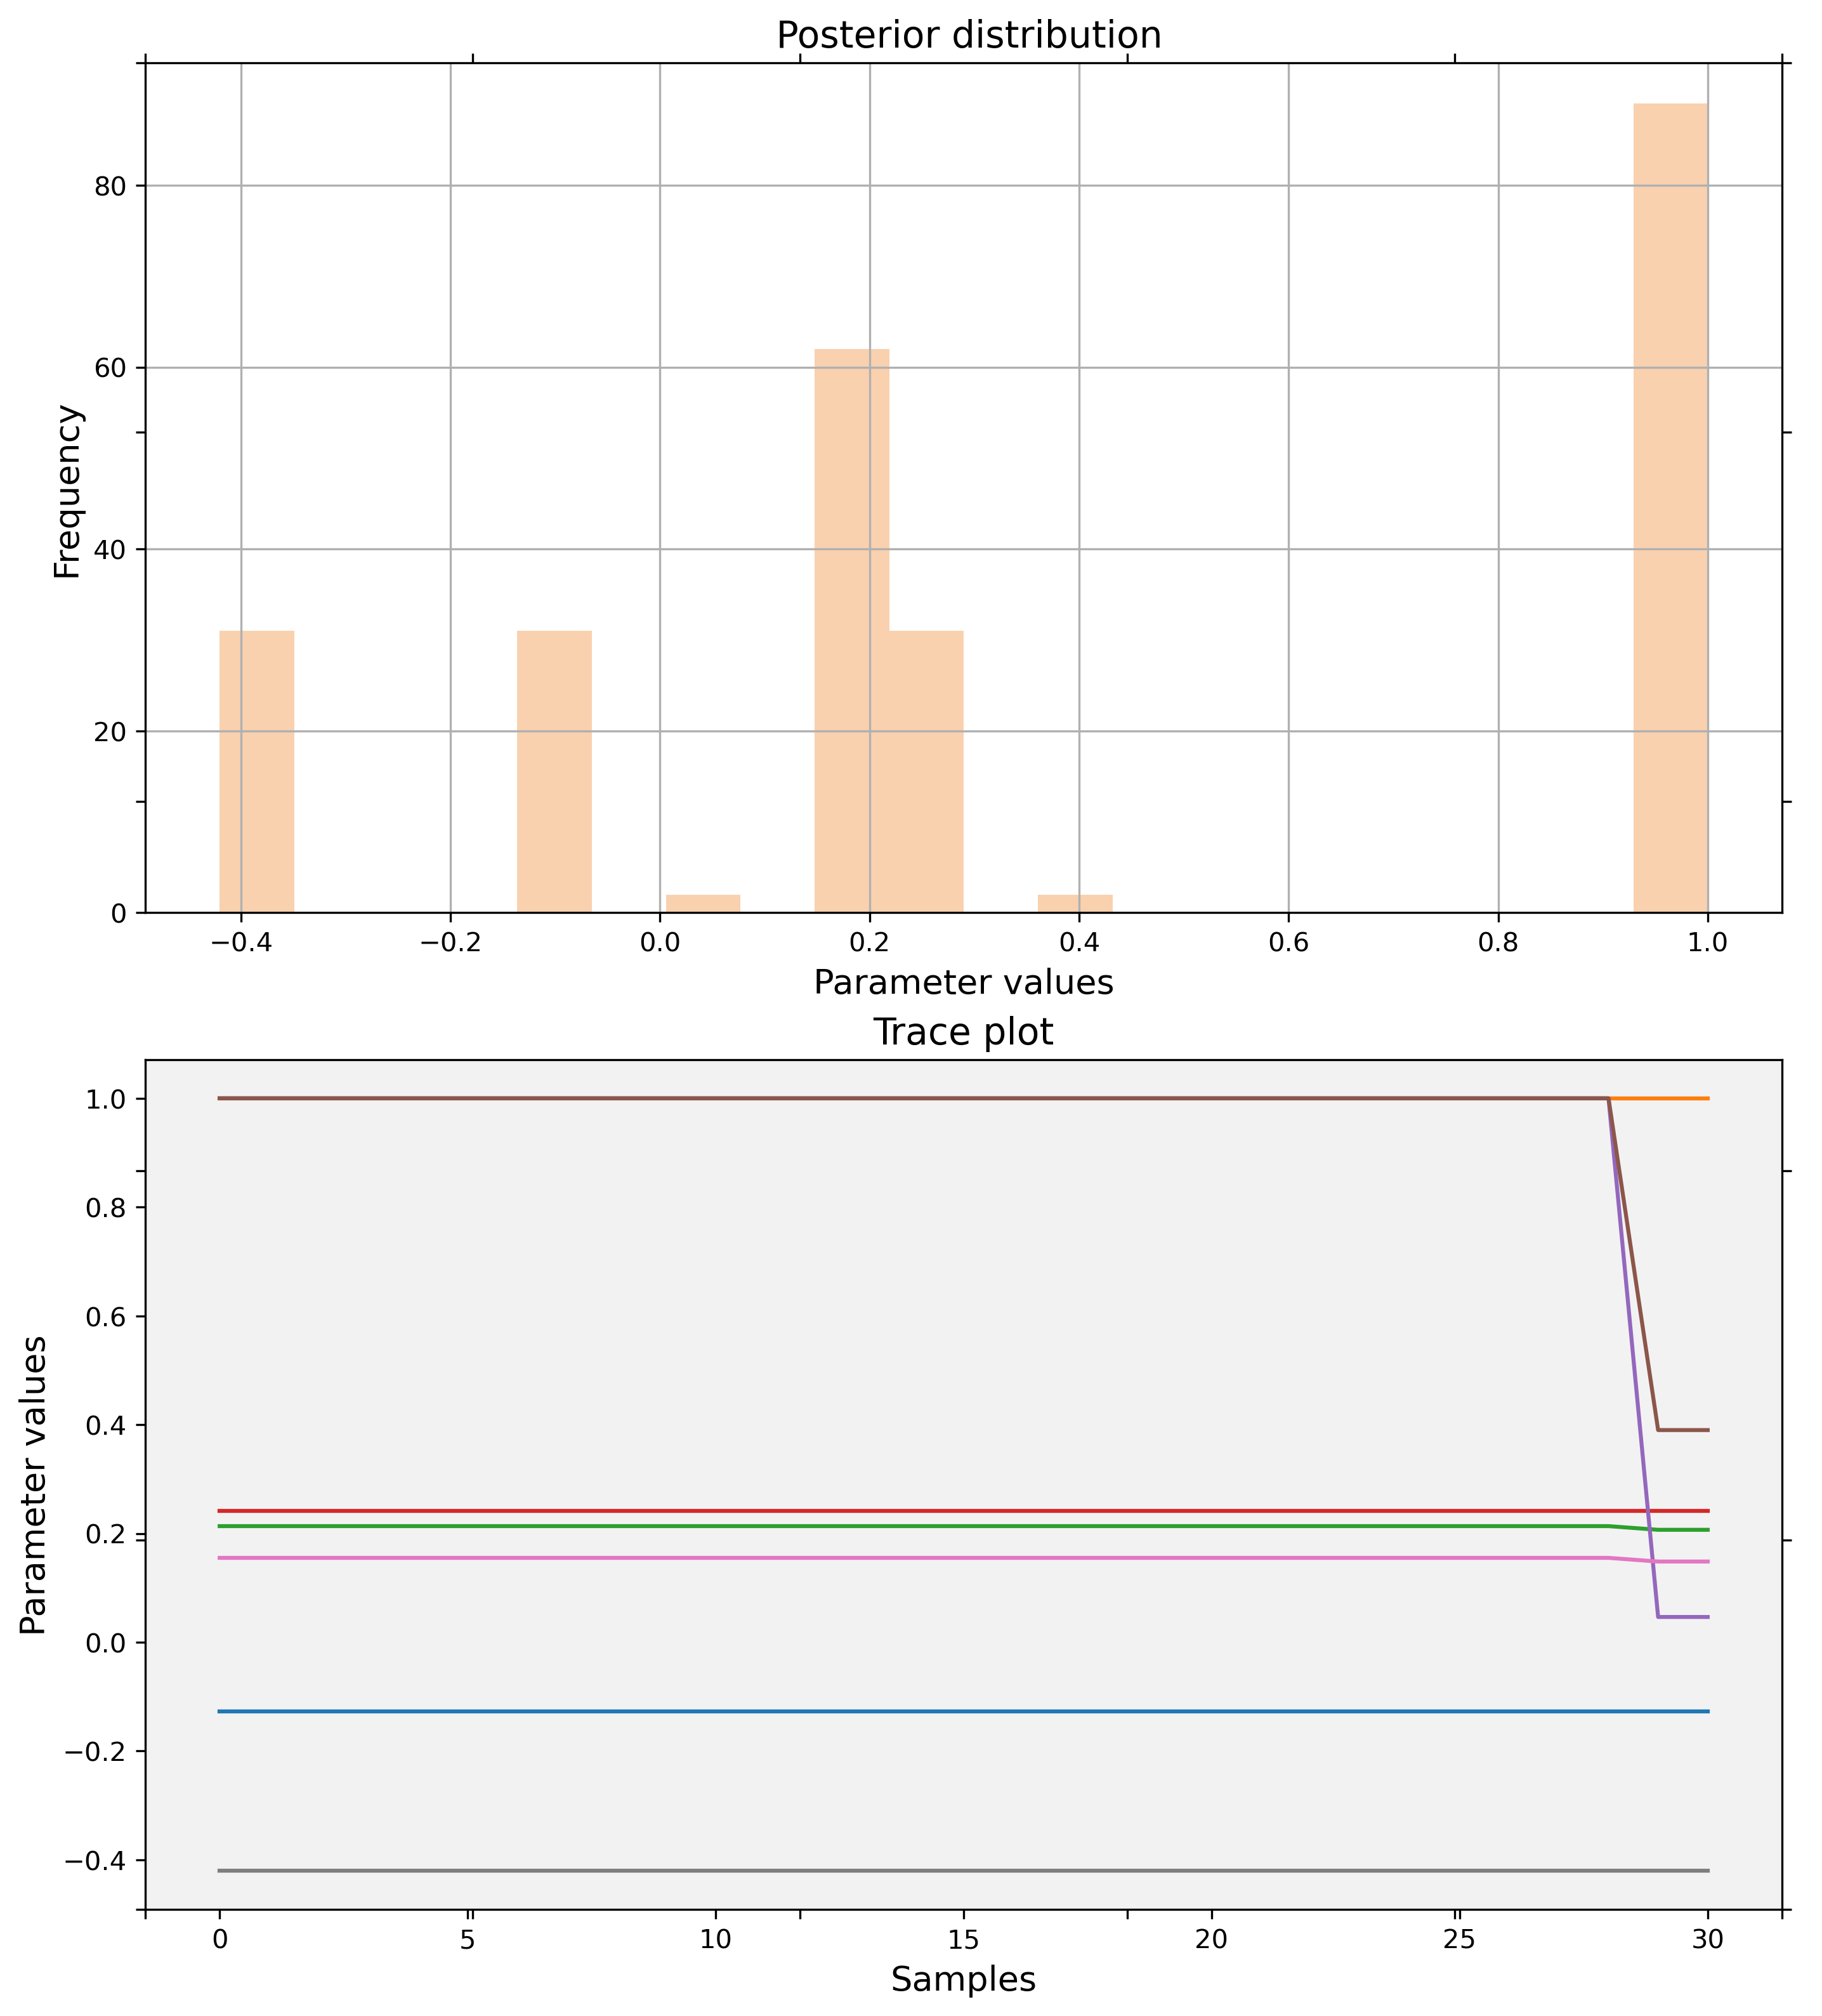 Posterior distribution
80
60
40
20
0
Frequency
−0.4 −0.2 0.0 0.2 0.4 0.6 0.8 1.0
Parameter values
Trace plot
1.0
0.8
0.6
0.4
0.2
0.0
−0.2
−0.4
Parameter values
0 5 10 15 20 25 30
Samples